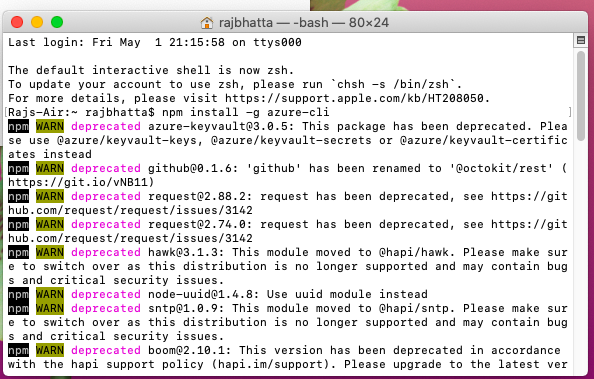 rajbhatta — -bash — 80×24
Last login: Fri May  1 21:15:58 on ttys000
The default interactive shell is now zsh.
To update your account to use zsh, please run `chsh -s /bin/zsh`.
For more details, please visit https://support.apple.com/kb/HT208050.
[Rajs-Air:~ rajbhatta$ npm install -g azure-cli ]
npm WARN deprecated azure-keyvault@3.0.5: This package has been deprecated. Plea
se use @azure/keyvault-keys, @azure/keyvault-secrets or @azure/keyvault-certific
ates instead
npm WARN deprecated github@0.1.6: 'github' has been renamed to '@octokit/rest' (
https://git.io/vNB11)
npm WARN deprecated request@2.88.2: request has been deprecated, see https://git
hub.com/request/request/issues/3142
npm WARN deprecated request@2.74.0: request has been deprecated, see https://git
hub.com/request/request/issues/3142
npm WARN deprecated hawk@3.1.3: This module moved to @hapi/hawk. Please make sur
e to switch over as this distribution is no longer supported and may contain bug
s and critical security issues.
npm WARN deprecated node-uuid@1.4.8: Use uuid module instead
npm WARN deprecated sntp@1.0.9: This module moved to @hapi/sntp. Please make sur
e to switch over as this distribution is no longer supported and may contain bug
s and critical security issues.
npm WARN deprecated boom@2.10.1: This version has been deprecated in accordance
with the hapi support policy (hapi.im/support). Please upgrade to the latest ver